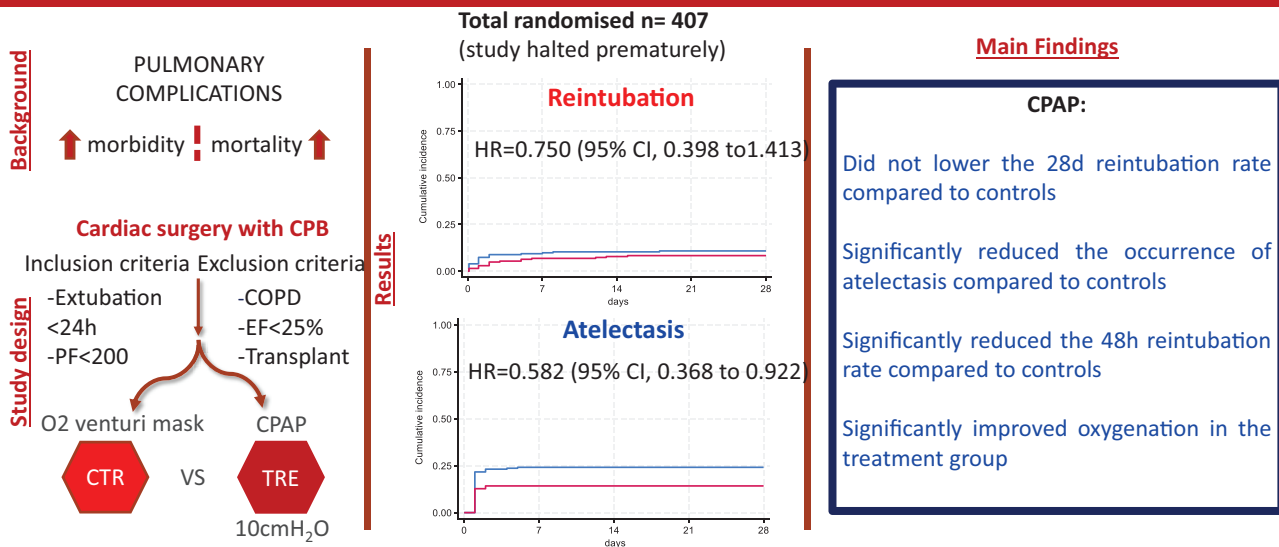 Background
PULMONARY
COMPLICATIONS
morbidity
mortality
Study design
Cardiac surgery with CPB
Inclusion criteria
-Extubation
<24h
-PF<200
Exclusion criteria
-COPD
-EF<25%
-Transplant
O2 venturi mask
CPAP
CTR
VS
TRE
10cmH₂O
Results
Total randomised n= 407
(study halted prematurely)
Reintubation
HR=0.750 (95% CI, 0.398 to1.413)
Cumulative incidence
1.00
0.75
0.50
0.25
0.00
0
7
14
21
28
days
Atelectasis
HR=0.582 (95% CI, 0.368 to 0.922)
Cumulative incidence
1.00
0.75
0.50
0.25
0.00
0
7
14
21
28
days
Main Findings
CPAP:
Did not lower the 28d reintubation rate
compared to controls
Significantly reduced the occurrence of
atelectasis compared to controls
Significantly reduced the 48h reintubation
rate compared to controls
Significantly improved oxygenation in the
treatment group